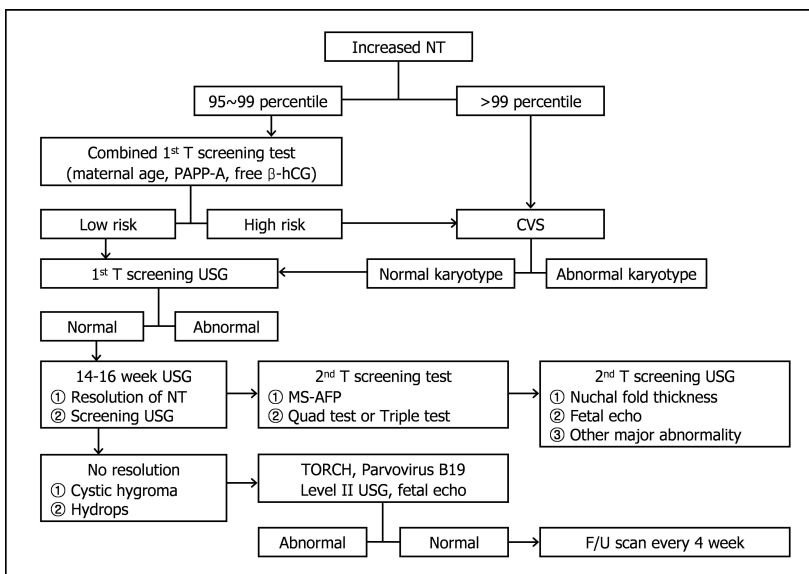 Increased NT
95~99 percentile
>99 percentile
Combined 1st T screening test
(maternal age, PAPP-A, free β-hCG)
Low risk
High risk
CVS
1st T screening USG
Normal karyotype
Abnormal karyotype
Normal
Abnormal
14-16 week USG
① Resolution of NT
② Screening USG
2nd T screening test
① MS-AFP
② Quad test or Triple test
2nd T screening USG
① Nuchal fold thickness
② Fetal echo
③ Other major abnormality
No resolution
① Cystic hygroma
② Hydrops
TORCH, Parvovirus B19
Level II USG, fetal echo
Abnormal
Normal
F/U scan every 4 week